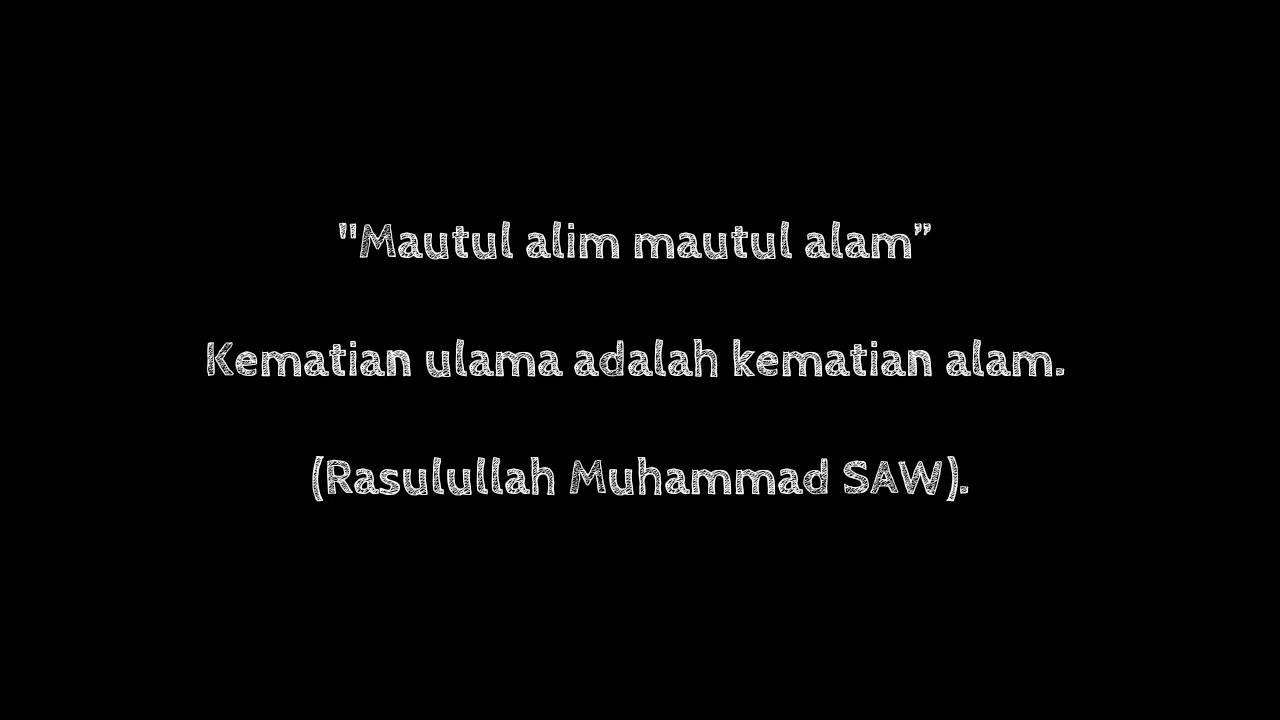 "Mautul alim mautul alam”
Kematian ulama adalah kematian alam.
(Rasulullah Muhammad SAW).